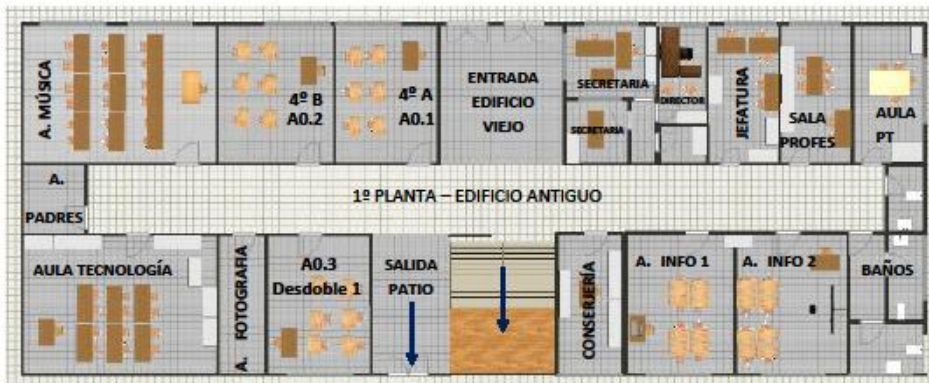 A. MÚSICA
4º B
A0.2
4º A
A0.1
ENTRADA
EDIFICIO
VIEJO
SECRETARIA
SECRETARIA
DIRECTOR
JEFATURA
SALA
PROFES
AULA
PT
A.
PADRES
1º PLANTA – EDIFICIO ANTIGUO
AULA TECNOLOGÍA
A. FOTOGRAFIA
A0.3
Desdoble 1
SALIDA
PATIO
CONSERJERÍA
A. INFO 1
A. INFO 2
BAÑOS